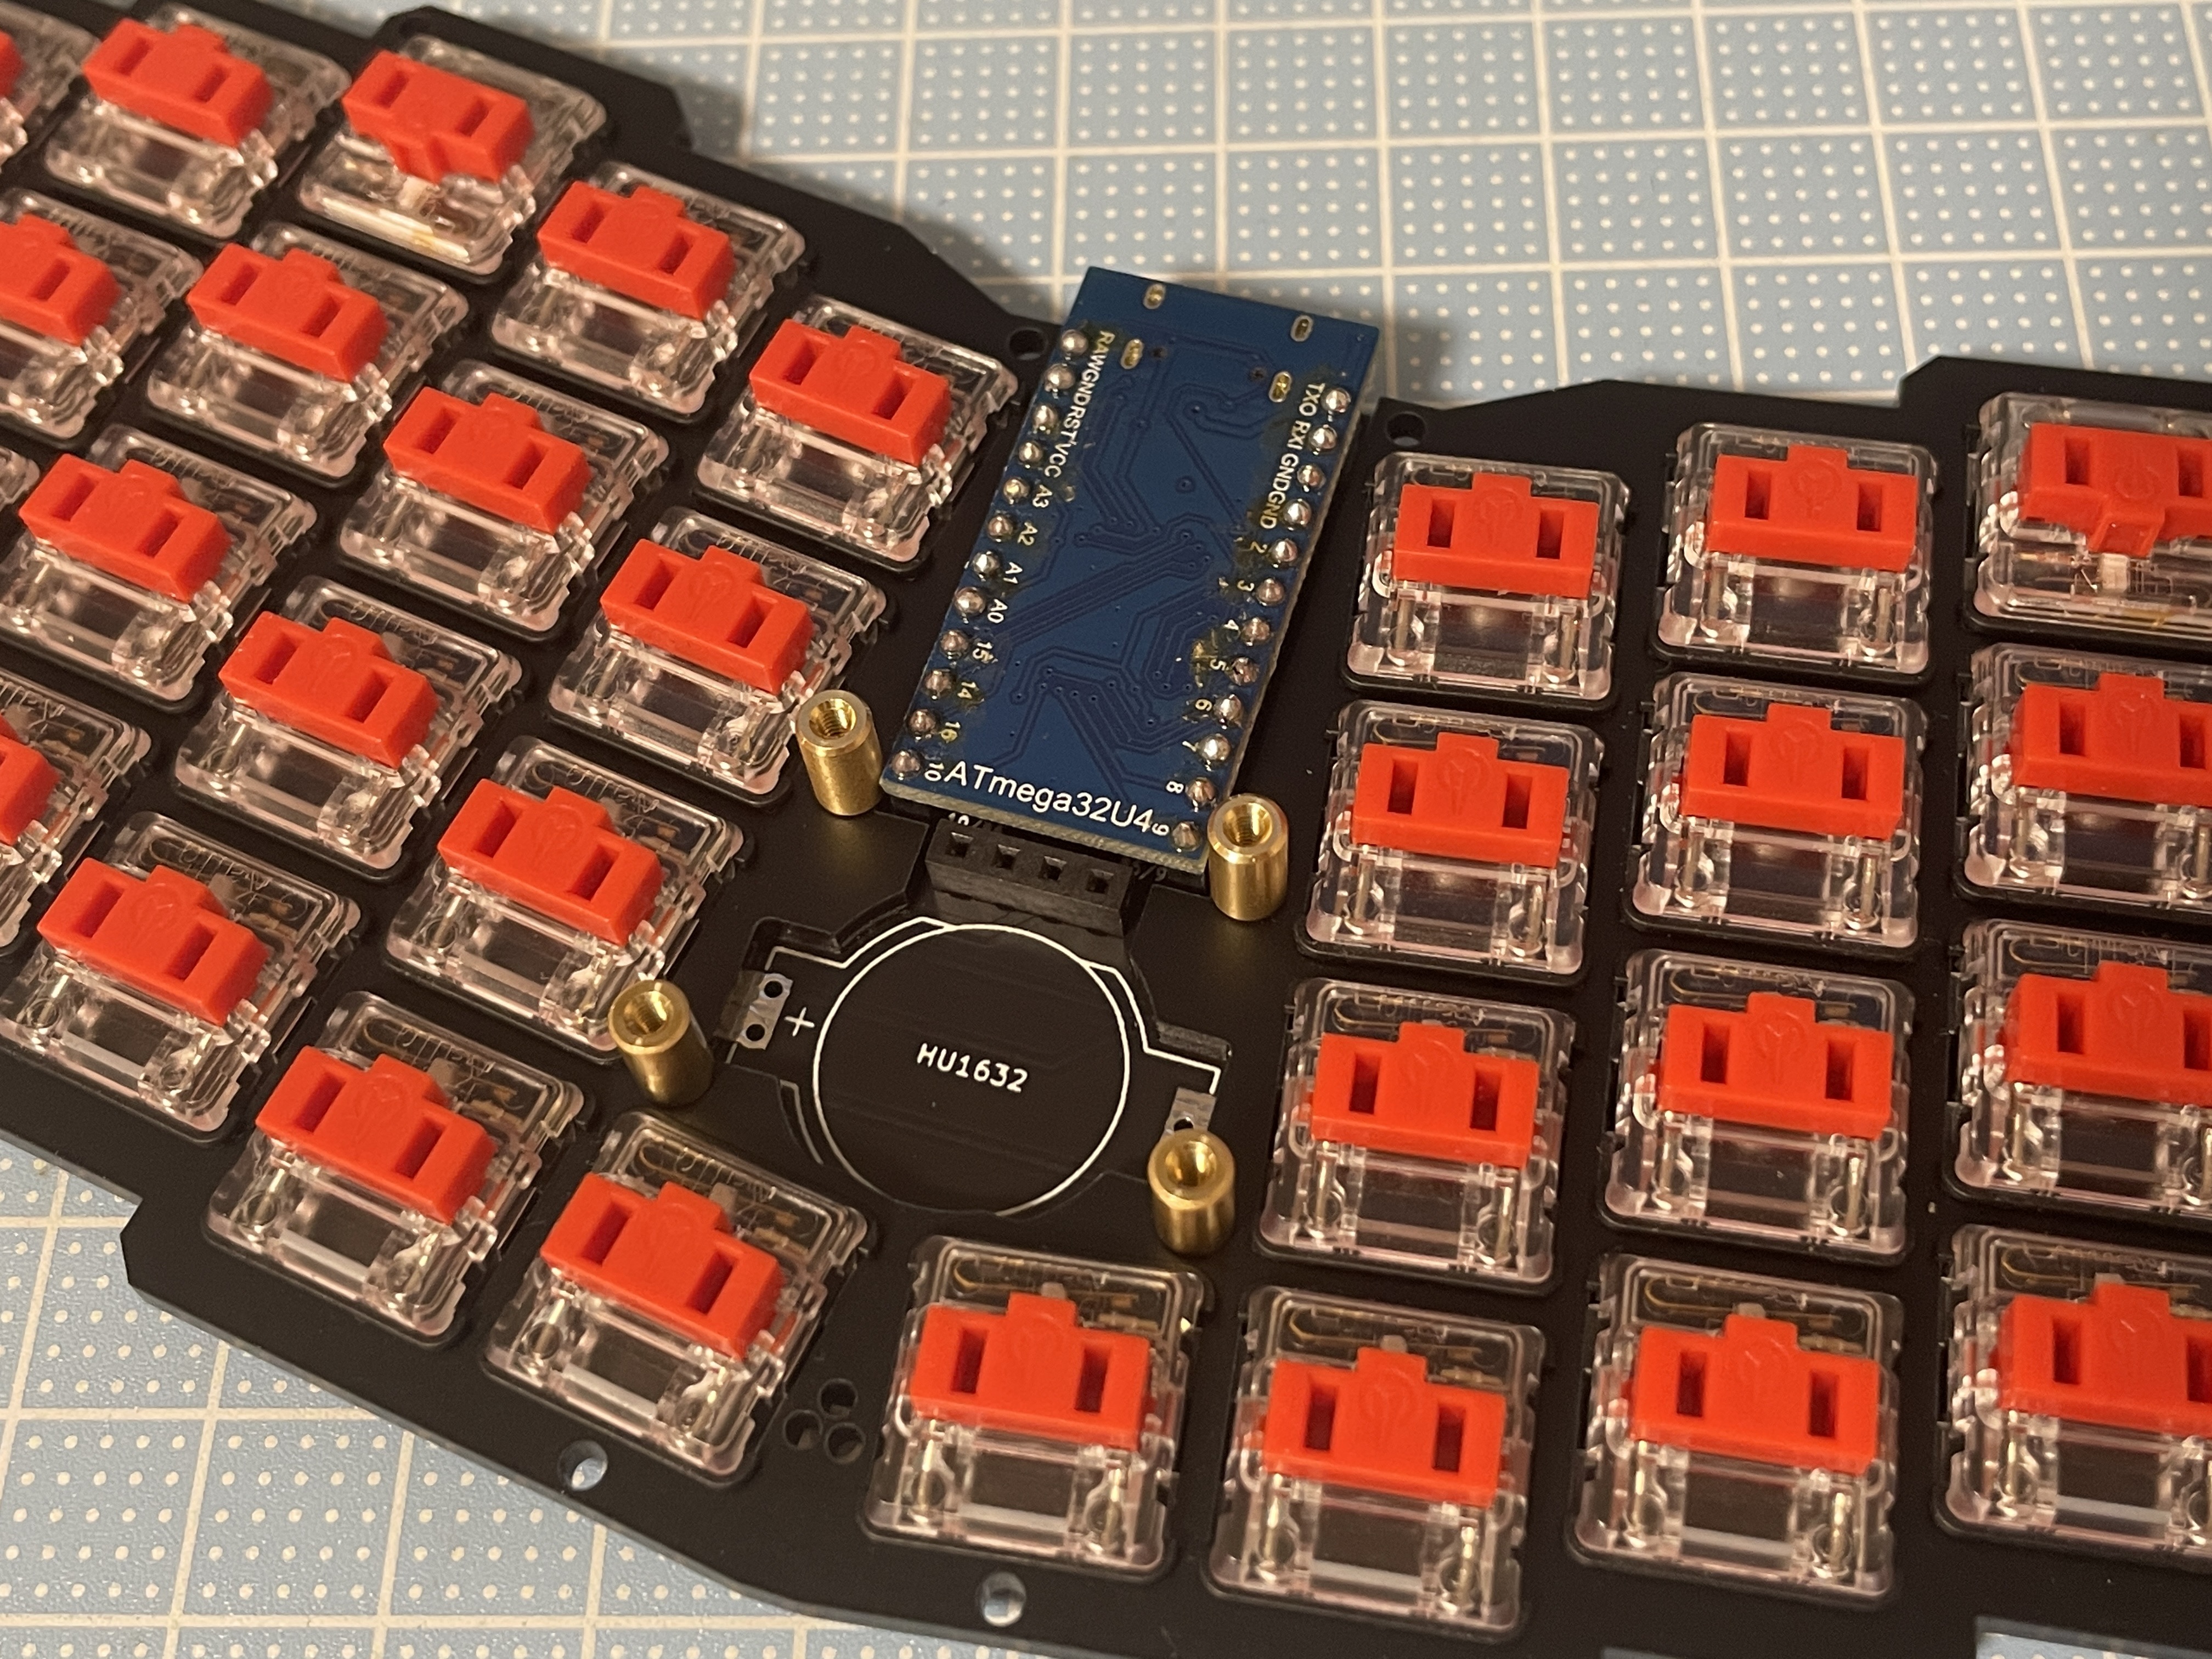 RAW
GND
RST
VCC
A3
A2
A1
A0
15
14
16
10
TXO
RXI
GND
GND
2
3
4
5
6
7
8
9
ATmega32U4
+
HU1632